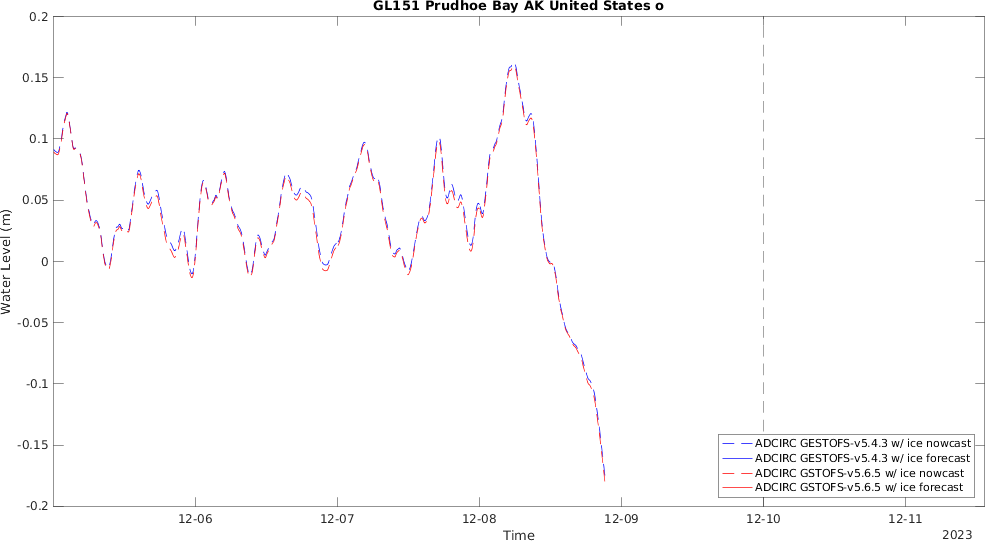 GL151 Prudhoe Bay AK United States o
0.2
0.15
0.1
0.05
0
-0.05
-0.1
-0.15
-0.2
Water Level (m)
12-06
12-07
12-08
12-09
12-10
12-11
Time
2023
ADCIRC GESTOFS-v5.4.3 w/ ice nowcast
ADCIRC GESTOFS-v5.4.3 w/ ice forecast
ADCIRC GSTOFS-v5.6.5 w/ ice nowcast
ADCIRC GSTOFS-v5.6.5 w/ ice forecast